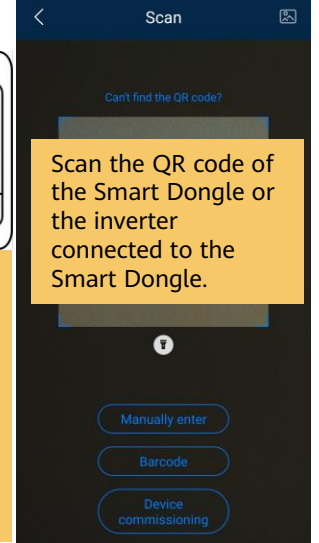 Scan
Can't find the QR code?
Scan the QR code of
the Smart Dongle or
the inverter
connected to the
Smart Dongle.
Manually enter
Barcode
Device
commissioning